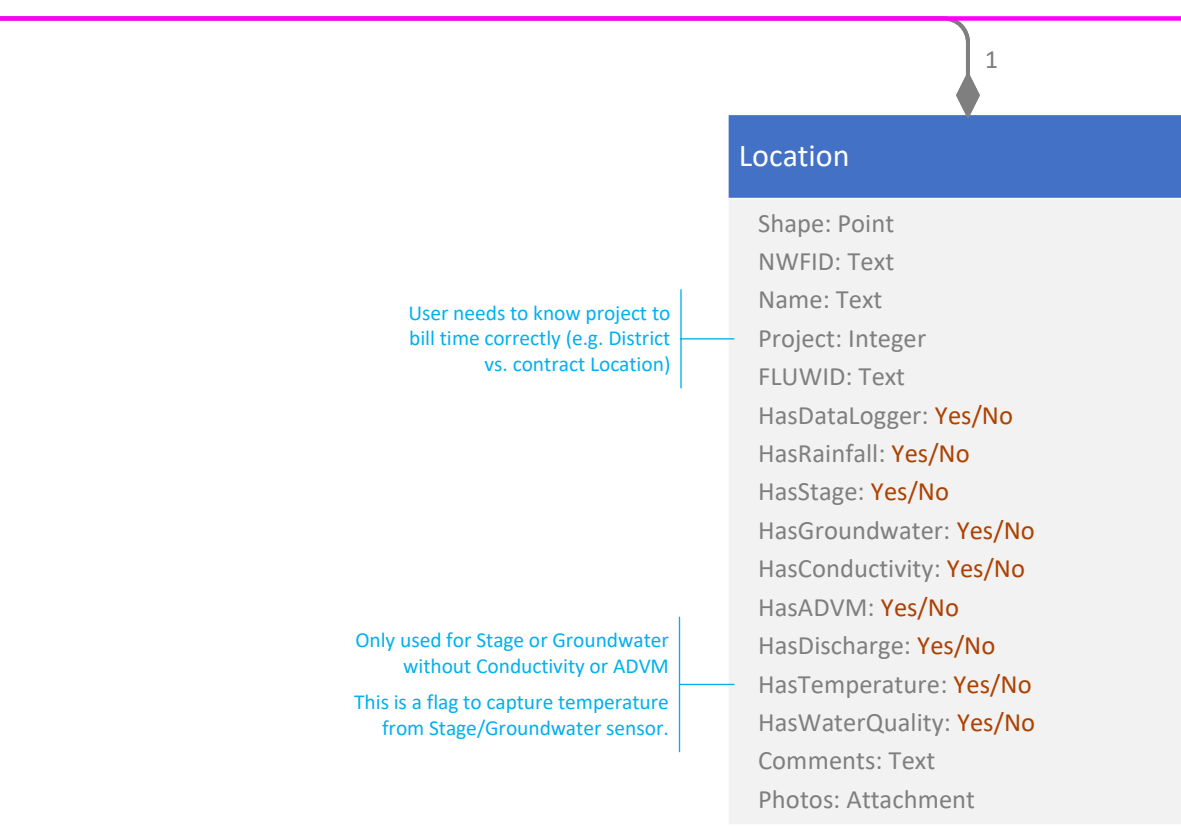 1
Location
Shape: Point
NWFID: Text
Name: Text
User needs to know project to
bill time correctly (e.g. District
vs. contract Location)
Project: Integer
FLUWID: Text
HasDataLogger: Yes/No
HasRainfall: Yes/No
HasStage: Yes/No
HasGroundwater: Yes/No
HasConductivity: Yes/No
HasADVM: Yes/No
HasDischarge: Yes/No
Only used for Stage or Groundwater
without Conductivity or ADVM
This is a flag to capture temperature
from Stage/Groundwater sensor.
HasTemperature: Yes/No
HasWaterQuality: Yes/No
Comments: Text
Photos: Attachment